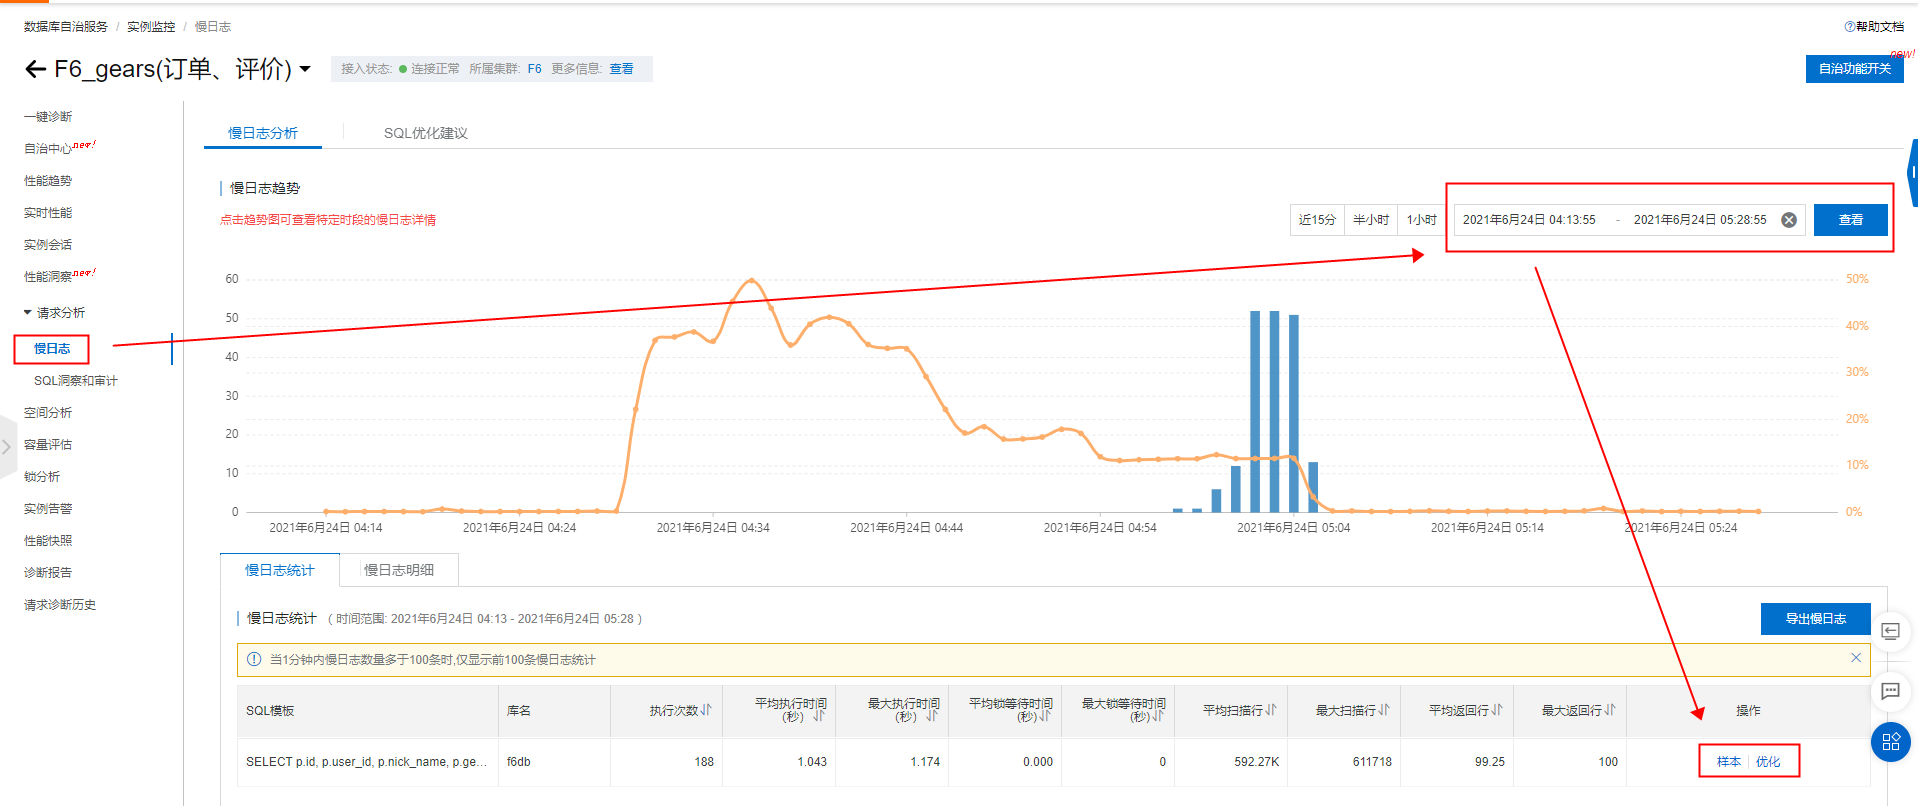 数据库自治服务 / 实例监控 / 慢日志
?帮助文档
F6_gears(订单、评价)
接入状态: 连接正常 所属集群: F6 更多信息: 查看
new!
自治功能开关
一键诊断
自治中心new!
性能趋势
实时性能
实例会话
性能洞察new!
请求分析
慢日志
SQL洞察和审计
空间分析
容量评估
锁分析
实例告警
性能快照
诊断报告
请求诊断历史
慢日志分析
SQL优化建议
慢日志趋势
点击趋势图可查看特定时段的慢日志详情
近15分 半小时 1小时
2021年6月24日 04:13:55 - 2021年6月24日 05:28:55
查看
60
50
40
30
20
10
0
50%
40%
30%
20%
10%
0%
2021年6月24日 04:14
2021年6月24日 04:24
2021年6月24日 04:34
2021年6月24日 04:44
2021年6月24日 04:54
2021年6月24日 05:04
2021年6月24日 05:14
2021年6月24日 05:24
慢日志统计
慢日志明细
慢日志统计 ( 时间范围: 2021年6月24日 04:13 - 2021年6月24日 05:28 )
导出慢日志
当1分钟内慢日志数量多于100条时,仅显示前100条慢日志统计
SQL模板
库名
执行次数
平均执行时间
(秒)
最大执行时间
(秒)
平均锁等待时间
(秒)
最大锁等待时间
(秒)
平均扫描行
最大扫描行
平均返回行
最大返回行
操作
SELECT p.id, p.user_id, p.nick_name, p.ge...
f6db
188
1.043
1.174
0.000
0
592.27K
611718
99.25
100
样本 | 优化